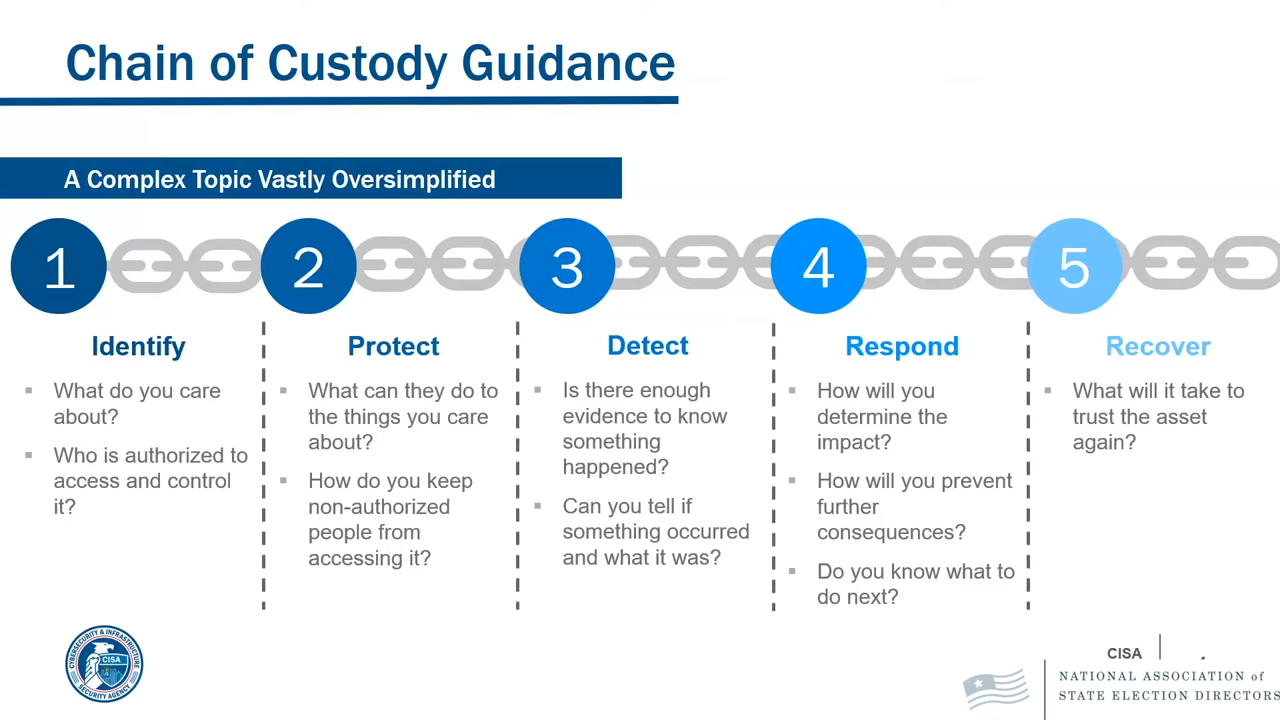 Chain of Custody Guidance
A Complex Topic Vastly Oversimplified
1
2
3
4
5
Identify
What do you care
about?
Who is authorized to
access and control
it?
Protect
What can they do to
the things you care
about?
How do you keep
non-authorized
people from
accessing it?
Detect
Is there enough
evidence to know
something
happened?
Can you tell if
something occurred
and what it was?
Respond
How will you
determine the
impact?
How will you prevent
further
consequences?
Do you know what to
do next?
Recover
What will it take to
trust the asset
again?
CYBERSECURITY & INFRASTRUCTURE
CISA
SECURITY AGENCY
CISA
NATIONAL ASSOCIATION of
STATE ELECTION DIRECTORS